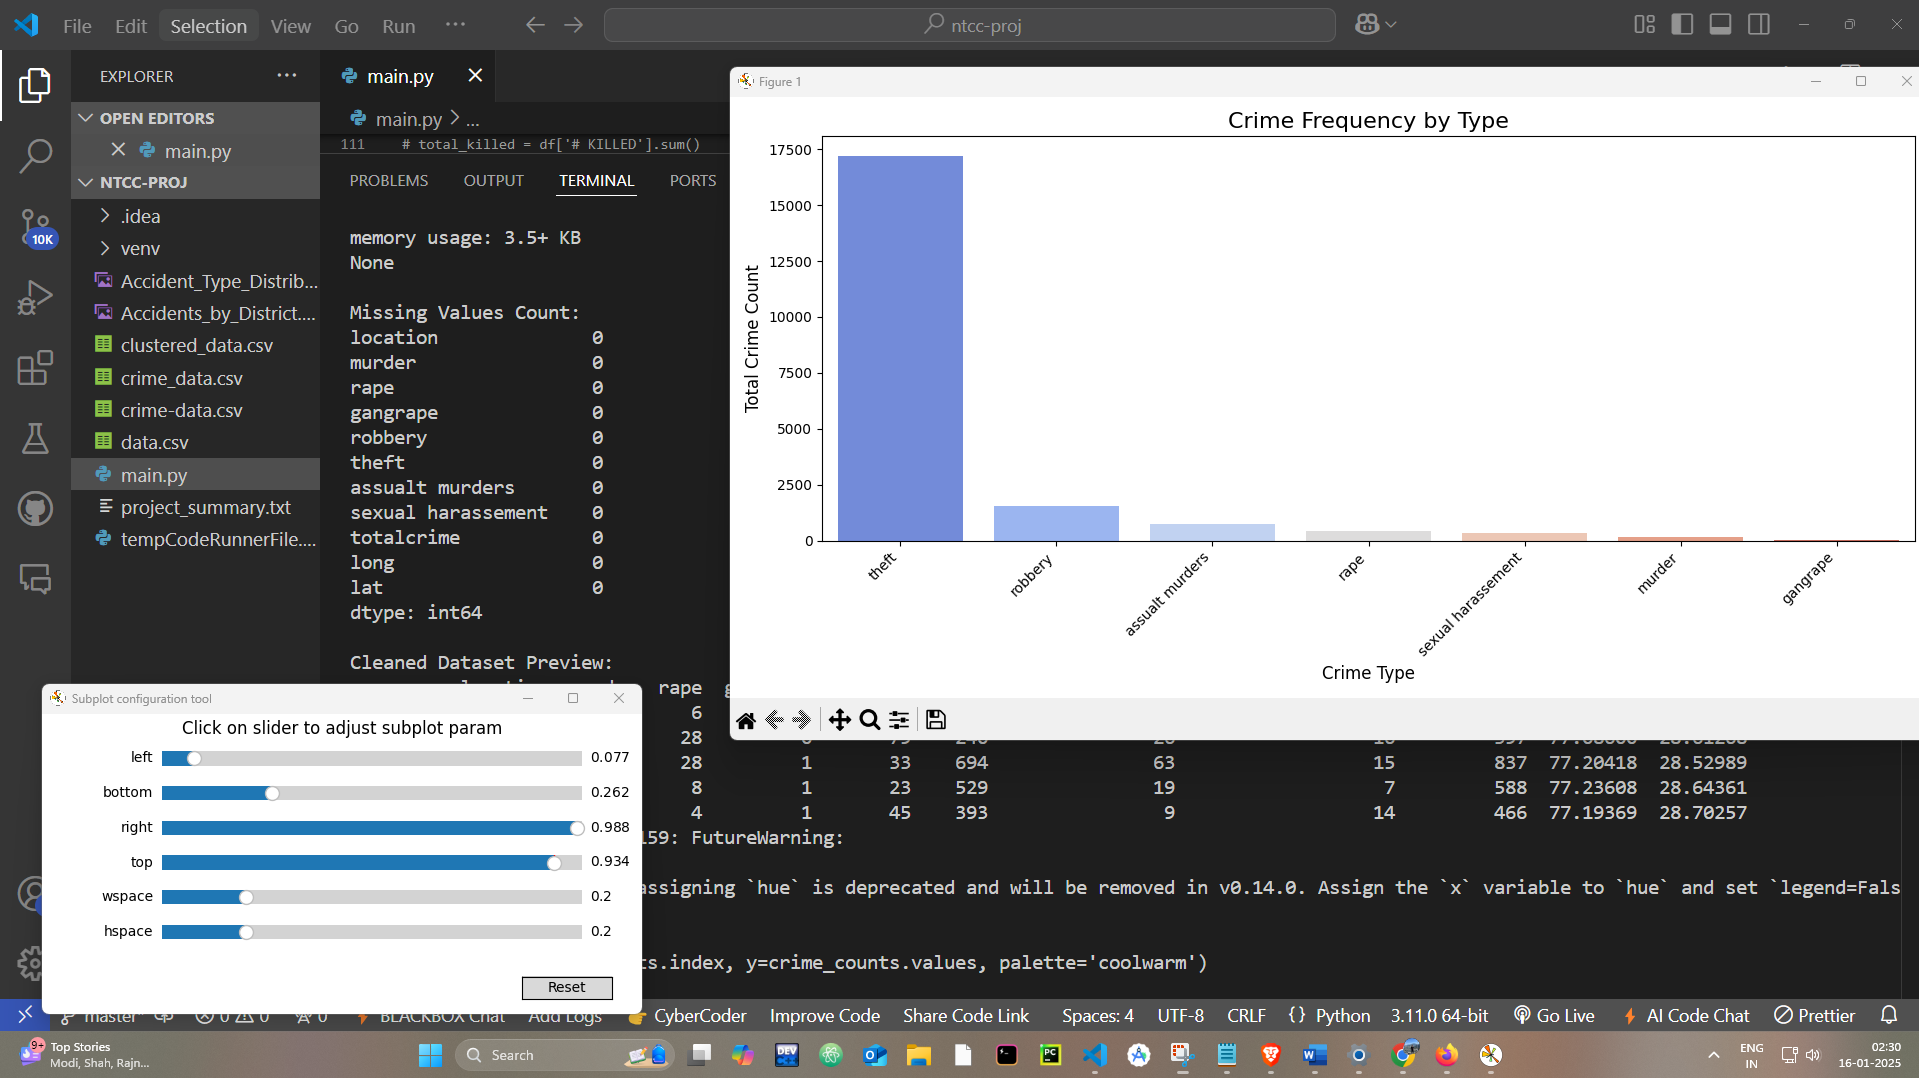 File Edit Selection View Go Run ... ntcc-proj
EXPLORER ...
OPEN EDITORS
main.py
NTCC-PROJ
.idea
venv
Accident_Type_Distrib...
Accidents_by_District....
clustered_data.csv
crime_data.csv
crime-data.csv
data.csv
main.py
project_summary.txt
tempCodeRunnerFile....
10K
main.py
main.py > ...
111 # total_killed = df['# KILLED'].sum()
PROBLEMS OUTPUT TERMINAL PORTS
memory usage: 3.5+ KB
None
Missing Values Count:
location 0
murder 0
rape 0
gangrape 0
robbery 0
theft 0
assualt murders 0
sexual harassement 0
totalcrime 0
long 0
lat 0
dtype: int64
Cleaned Dataset Preview:
rape
6
28
28 1 33 694 63 15 837 77.20418 28.52989
8 1 23 529 19 7 588 77.23608 28.64361
4 1 45 393 9 14 466 77.19369 28.70257
159: FutureWarning:
assigning `hue` is deprecated and will be removed in v0.14.0. Assign the `x` variable to `hue` and set `legend=Fals
ts.index, y=crime_counts.values, palette='coolwarm')
Figure 1
Crime Frequency by Type
Total Crime Count
17500
15000
12500
10000
7500
5000
2500
0
theft
robbery
assualt murders
rape
sexual harassement
murder
gangrape
Crime Type
Subplot configuration tool
Click on slider to adjust subplot param
left 0.077
bottom 0.262
right 0.988
top 0.934
wspace 0.2
hspace 0.2
Reset
master 0 0 0 BLACKBOX Chat Add Logs CyberCoder Improve Code Share Code Link Spaces: 4 UTF-8 CRLF {} Python 3.11.0 64-bit Go Live AI Code Chat Prettier
9+
Top Stories
Modi, Shah, Rajn...
Search
DEV
PC
ENG
IN
02:30
16-01-2025